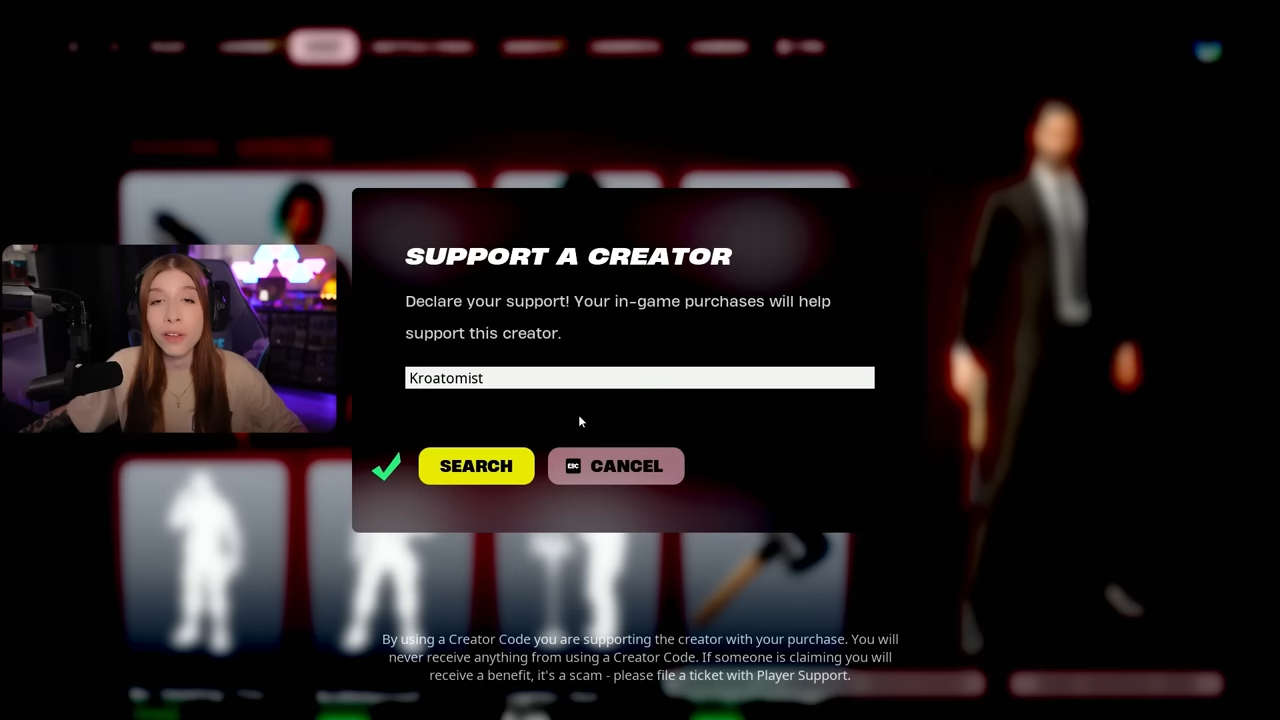 SUPPORT A CREATOR
Declare your support! Your in-game purchases will help
support this creator.
Kroatomist
SEARCH
ESC CANCEL
By using a Creator Code you are supporting the creator with your purchase. You will
never receive anything from using a Creator Code. If someone is claiming you will
receive a benefit, it's a scam - please file a ticket with Player Support.